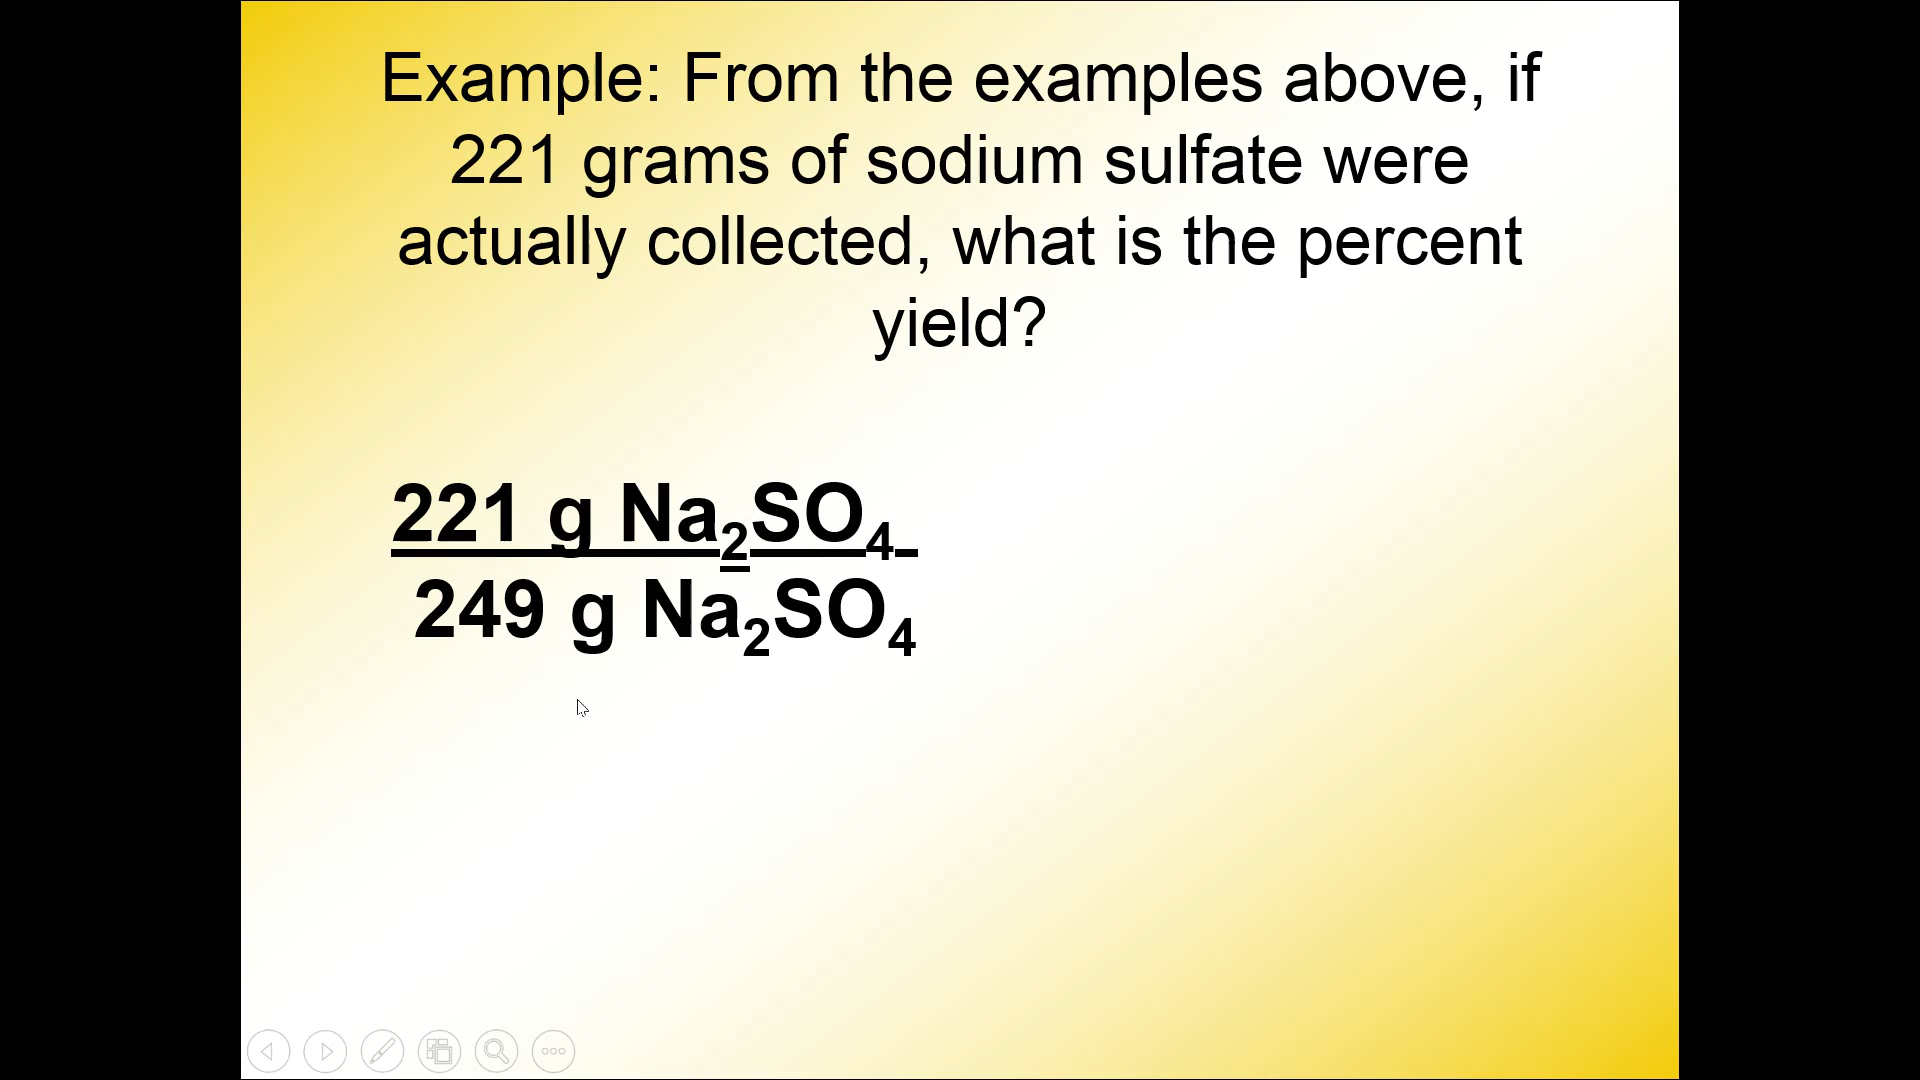 Example: From the examples above, if
221 grams of sodium sulfate were
actually collected, what is the percent
yield?
221 g Na₂SO₄
249 g Na₂SO₄